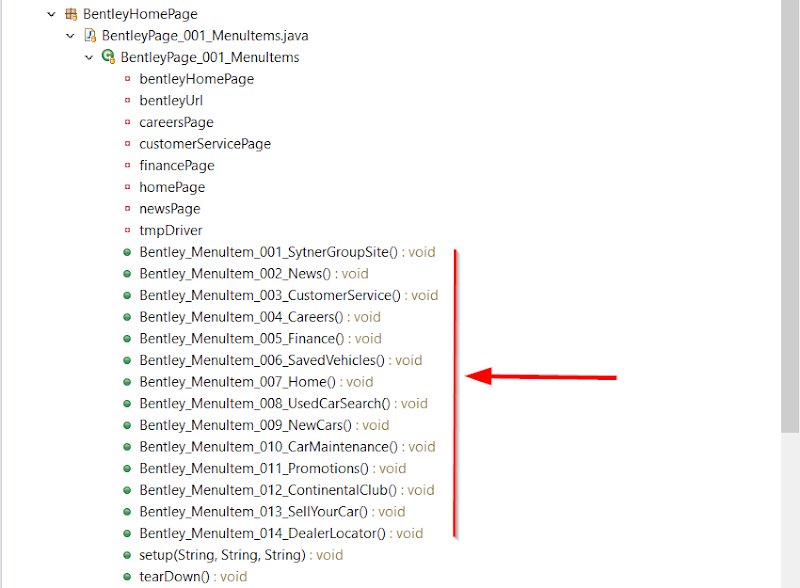 BentleyHomePage
BentleyPage_001_MenuItems.java
BentleyPage_001_MenuItems
bentleyHomePage
bentleyUrl
careersPage
customerServicePage
financePage
homePage
newsPage
tmpDriver
Bentley_MenuItem_001_SytnerGroupSite() : void
Bentley_MenuItem_002_News() : void
Bentley_MenuItem_003_CustomerService() : void
Bentley_MenuItem_004_Careers() : void
Bentley_MenuItem_005_Finance() : void
Bentley_MenuItem_006_SavedVehicles() : void
Bentley_MenuItem_007_Home() : void
Bentley_MenuItem_008_UsedCarSearch() : void
Bentley_MenuItem_009_NewCars() : void
Bentley_MenuItem_010_CarMaintenance() : void
Bentley_MenuItem_011_Promotions() : void
Bentley_MenuItem_012_ContinentalClub() : void
Bentley_MenuItem_013_SellYourCar() : void
Bentley_MenuItem_014_DealerLocator() : void
setup(String, String, String) : void
tearDown() : void